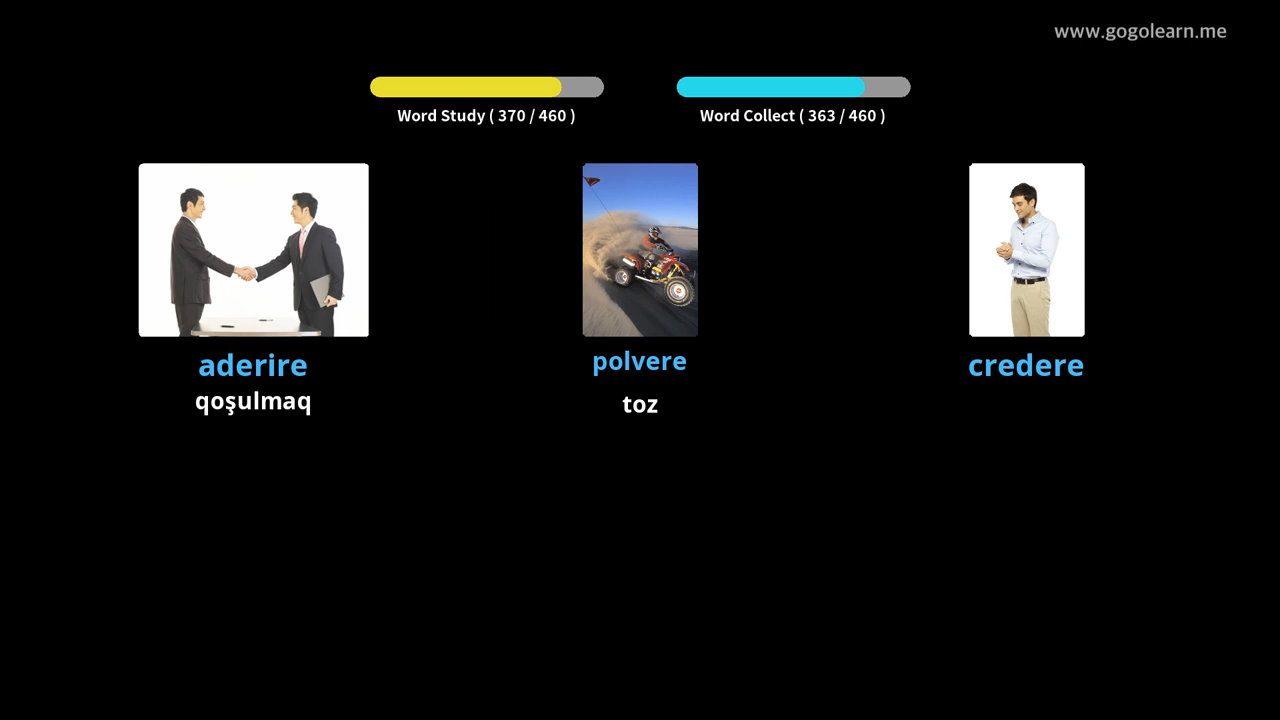 www.gogolearn.me
Word Study ( 370 / 460 )
Word Collect ( 363 / 460 )
aderire
qoşulmaq
polvere
toz
credere